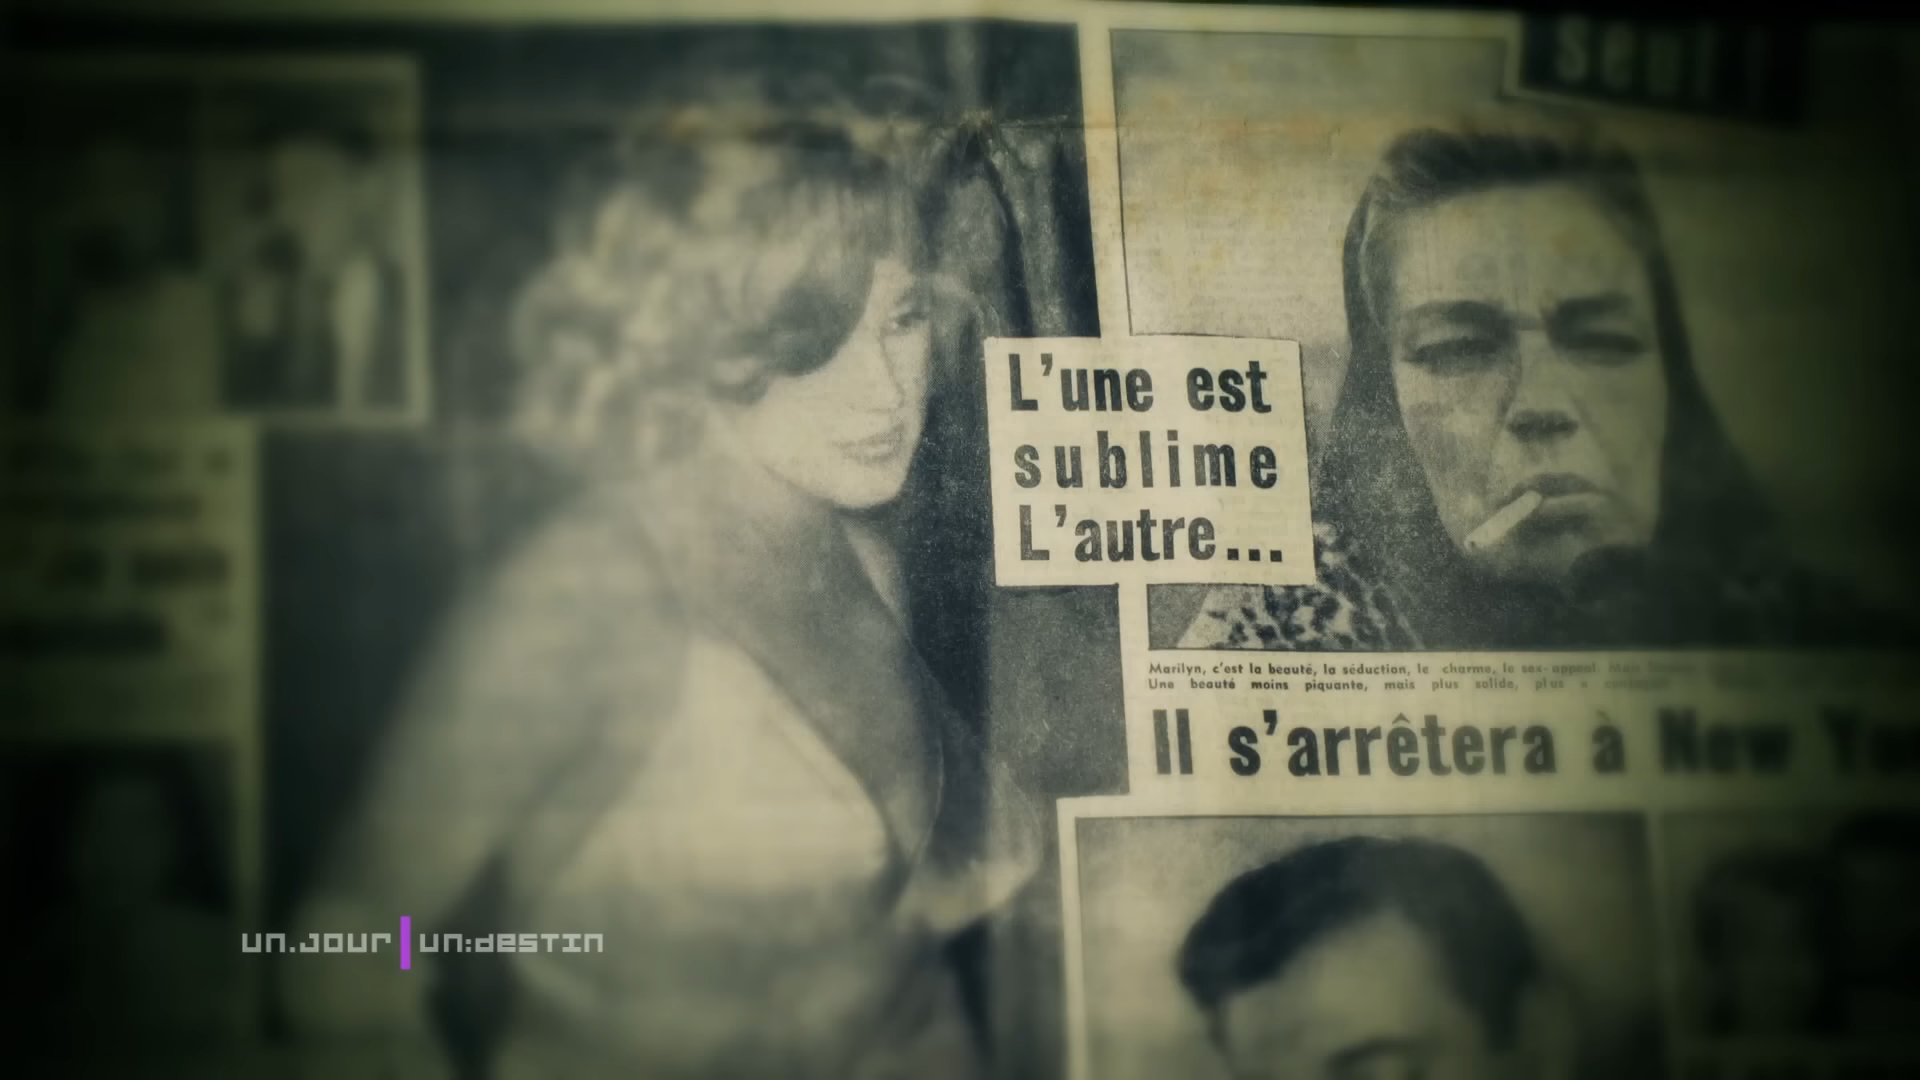 L'une est
sublime
L'autre...
Marilyn, c'est la beauté, la séduction, le charme, le sex-appeal. Mais
Une beauté moins piquante, mais plus solide, plus
Il s'arrêtera à New
un.jour un:destin